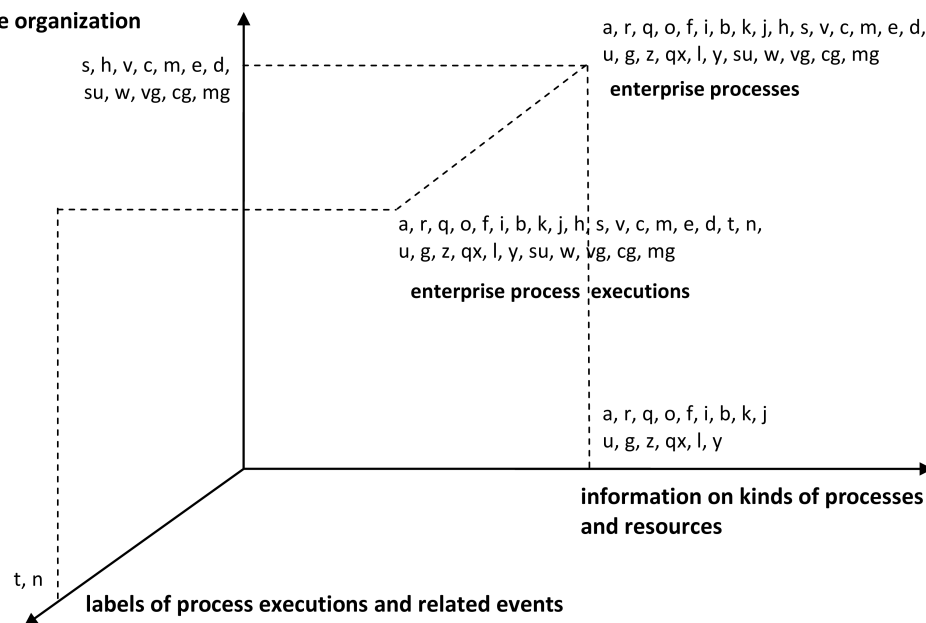 e organization
s, h, v, c, m, e, d,
su, w, vg, cg, mg
a, r, q, o, f, i, b, k, j, h, s, v, c, m, e, d,
u, g, z, qx, l, y, su, w, vg, cg, mg
enterprise processes
a, r, q, o, f, i, b, k, j, h, s, v, c, m, e, d, t, n,
u, g, z, qx, l, y, su, w, vg, cg, mg
enterprise process executions
a, r, q, o, f, i, b, k, j
u, g, z, qx, l, y
information on kinds of processes
and resources
t, n
labels of process executions and related events